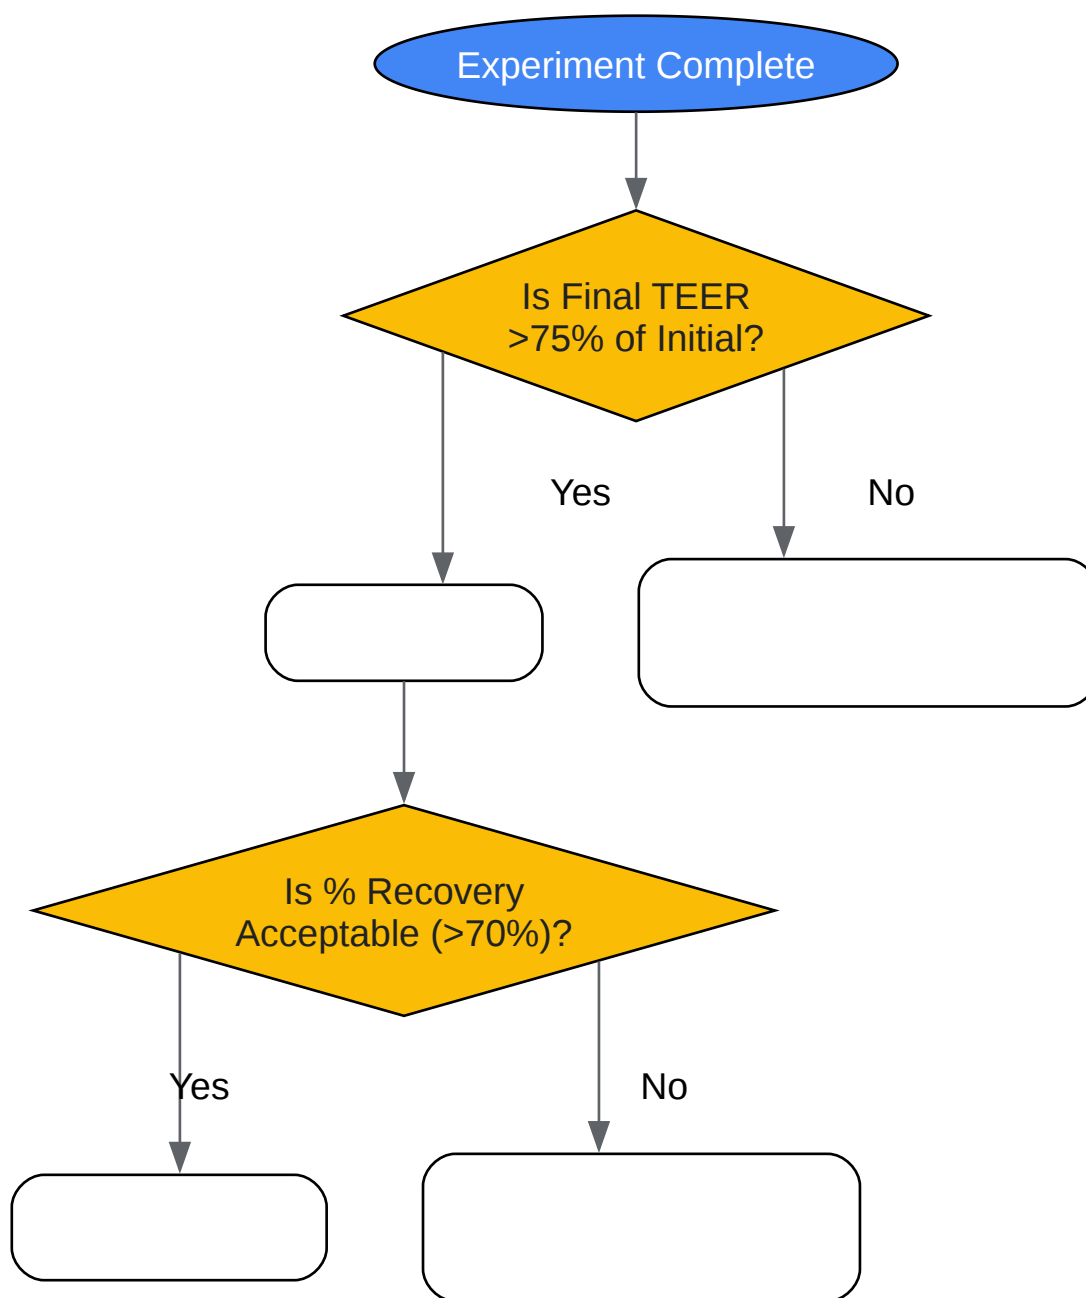 Experiment Complete
Is Final TEER
>75% of Initial?
Yes
No
Is % Recovery
Acceptable (>70%)?
Yes
No